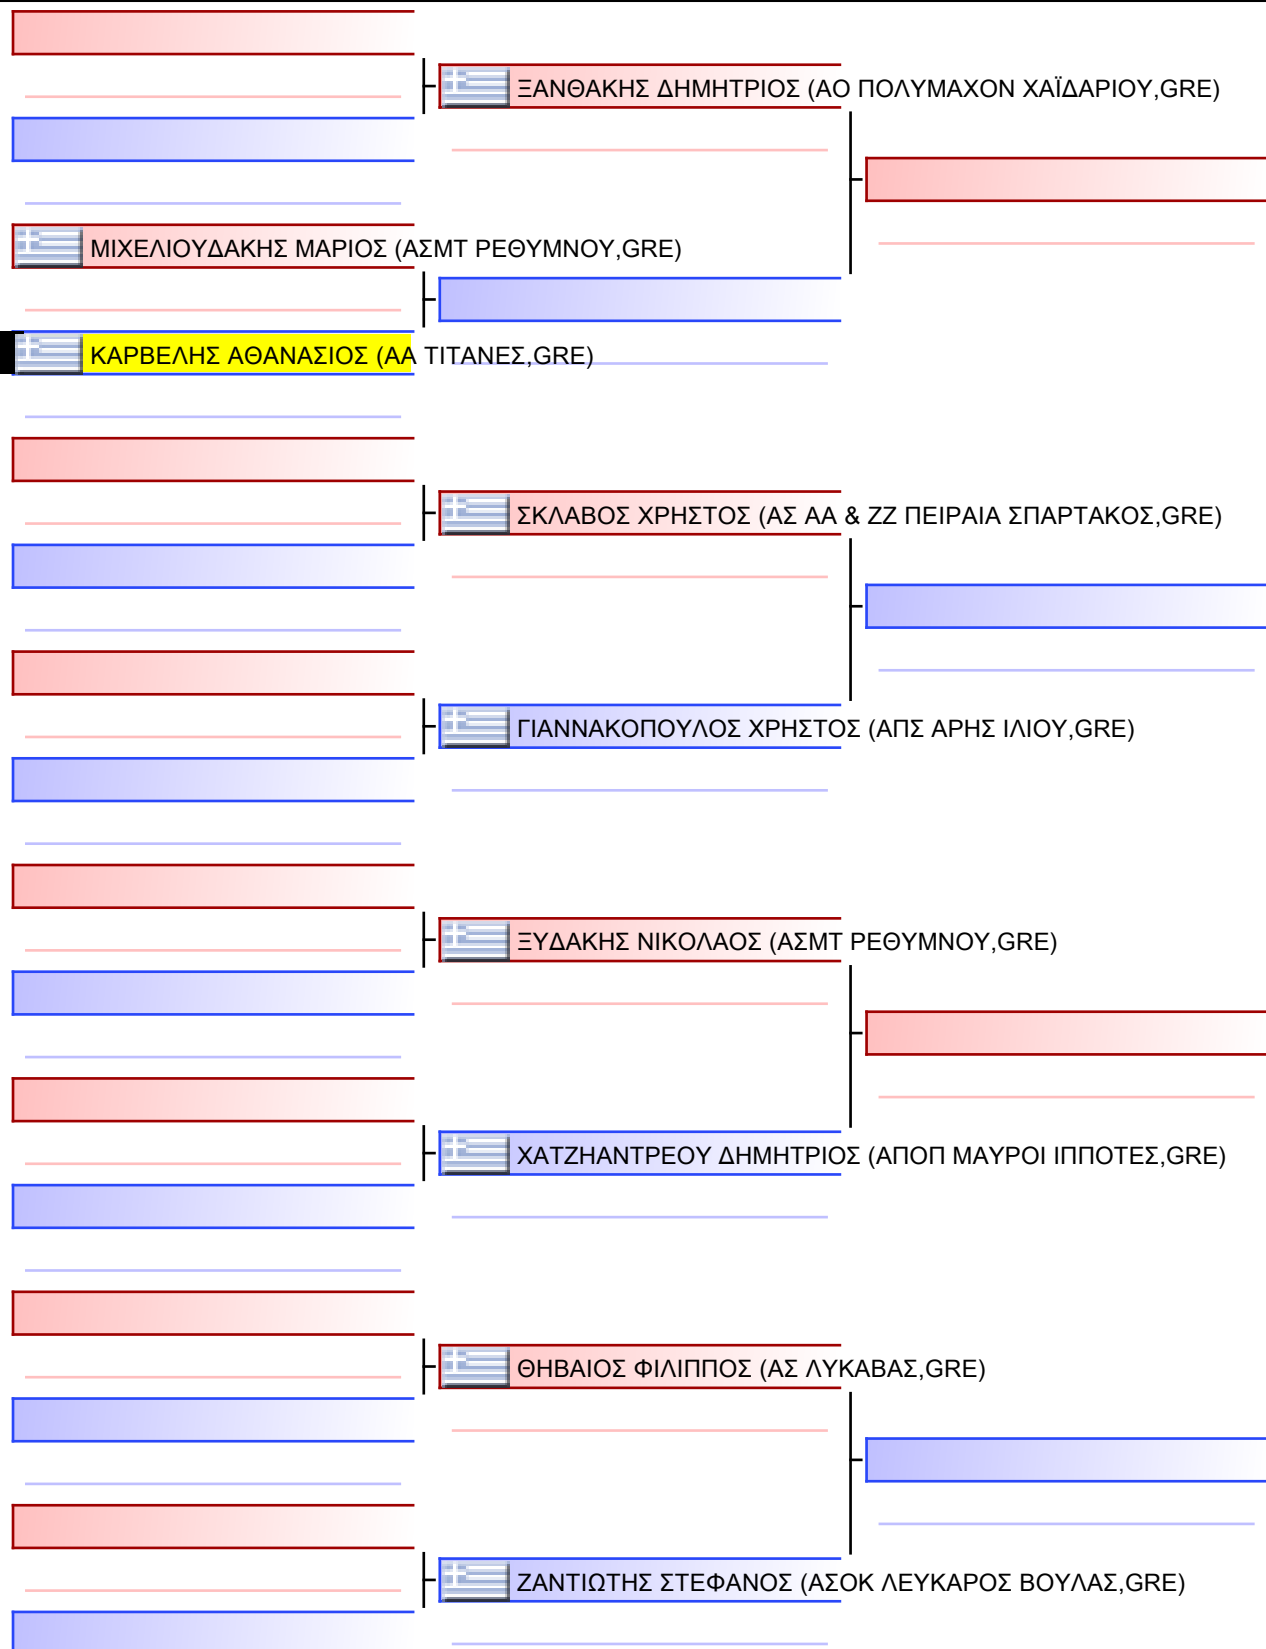 ΞΑΝΘΑΚΗΣ ΔΗΜΗΤΡΙΟΣ (ΑΟ ΠΟΛΥΜΑΧΟΝ ΧΑΪΔΑΡΙΟΥ,GRE)
ΜΙΧΕΛΙΟΥΔΑΚΗΣ ΜΑΡΙΟΣ (ΑΣΜΤ ΡΕΘΥΜΝΟΥ,GRE)
ΚΑΡΒΕΛΗΣ ΑΘΑΝΑΣΙΟΣ (ΑΑ ΤΙΤΑΝΕΣ,GRE)
ΣΚΛΑΒΟΣ ΧΡΗΣΤΟΣ (ΑΣ ΑΑ & ΖΖ ΠΕΙΡΑΙΑ ΣΠΑΡΤΑΚΟΣ,GRE)
ΓΙΑΝΝΑΚΟΠΟΥΛΟΣ ΧΡΗΣΤΟΣ (ΑΠΣ ΑΡΗΣ ΙΛΙΟΥ,GRE)
ΞΥΔΑΚΗΣ ΝΙΚΟΛΑΟΣ (ΑΣΜΤ ΡΕΘΥΜΝΟΥ,GRE)
ΧΑΤΖΗΑΝΤΡΕΟΥ ΔΗΜΗΤΡΙΟΣ (ΑΠΟΠ ΜΑΥΡΟΙ ΙΠΠΟΤΕΣ,GRE)
ΘΗΒΑΙΟΣ ΦΙΛΙΠΠΟΣ (ΑΣ ΛΥΚΑΒΑΣ,GRE)
ΖΑΝΤΙΩΤΗΣ ΣΤΕΦΑΝΟΣ (ΑΣΟΚ ΛΕΥΚΑΡΟΣ ΒΟΥΛΑΣ,GRE)